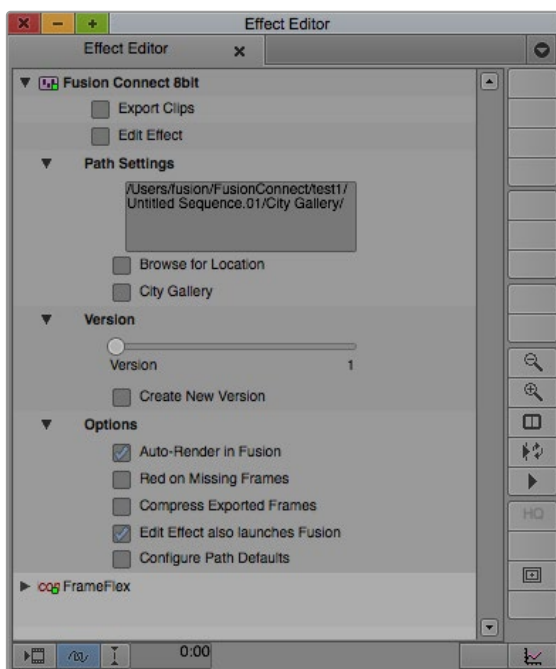 Effect Editor
Effect Editor
Fusion Connect 8bit
Export Clips
Edit Effect
Path Settings
/Users/fusion/FusionConnect/test1/
Untitled Sequence.01/City Gallery/
Browse for Location
City Gallery
Version
Version 1
Create New Version
Options
Auto-Render in Fusion
Red on Missing Frames
Compress Exported Frames
Edit Effect also launches Fusion
Configure Path Defaults
FrameFlex
HQ
0:00